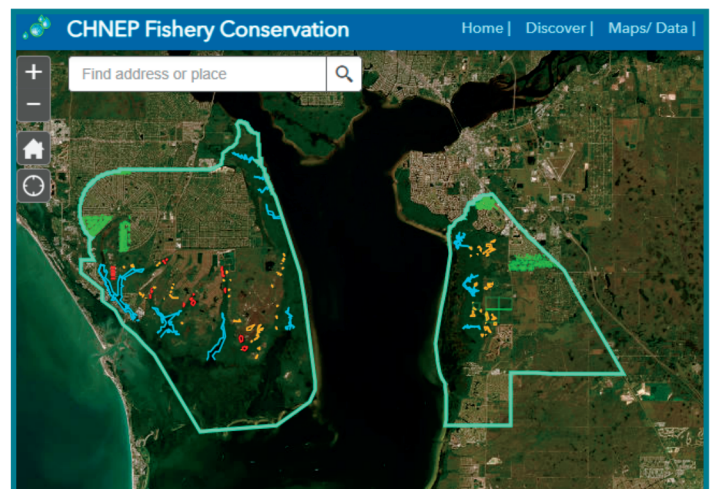 CHNEP Fishery Conservation
Home | Discover | Maps/ Data |
Find address or place